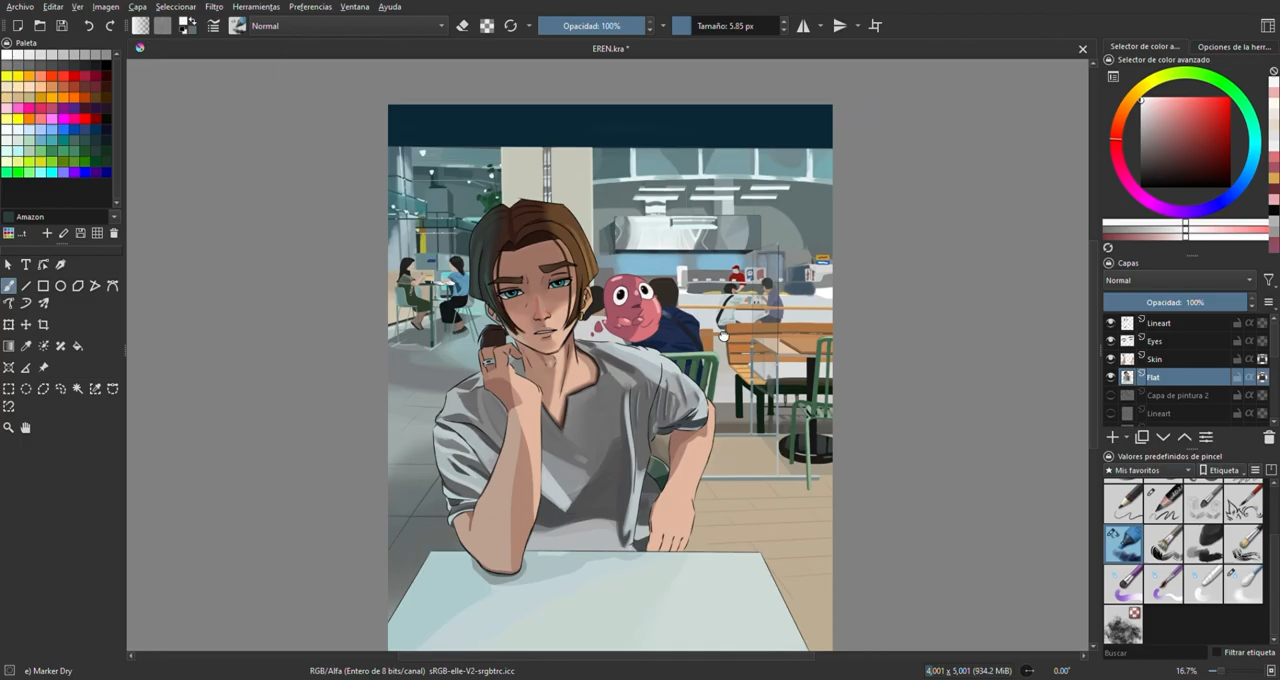 Archivo Editar Ver Imagen Capa Seleccionar Filtro Herramientas Preferencias Ventana Ayuda
Normal Opacidad: 100% Tamaño: 5.85 px
Paleta
EREN.kra *
Selector de color a... Opciones de la herr...
Selector de color avanzado
Amazon
...t
Capas
Normal
Opacidad: 100%
Lineart
Eyes
Skin
Flat
Capa de pintura 2
Lineart
Valores predefinidos de pincel
★ Mis favoritos Etiqueta
Buscar Filtrar etiqueta
e) Marker Dry RGB/Alfa (Entero de 8 bits/canal) sRGB-elle-V2-srgbtrc.icc 4,001 x 5,001 (934.2 MiB) 0.00° 16.7%